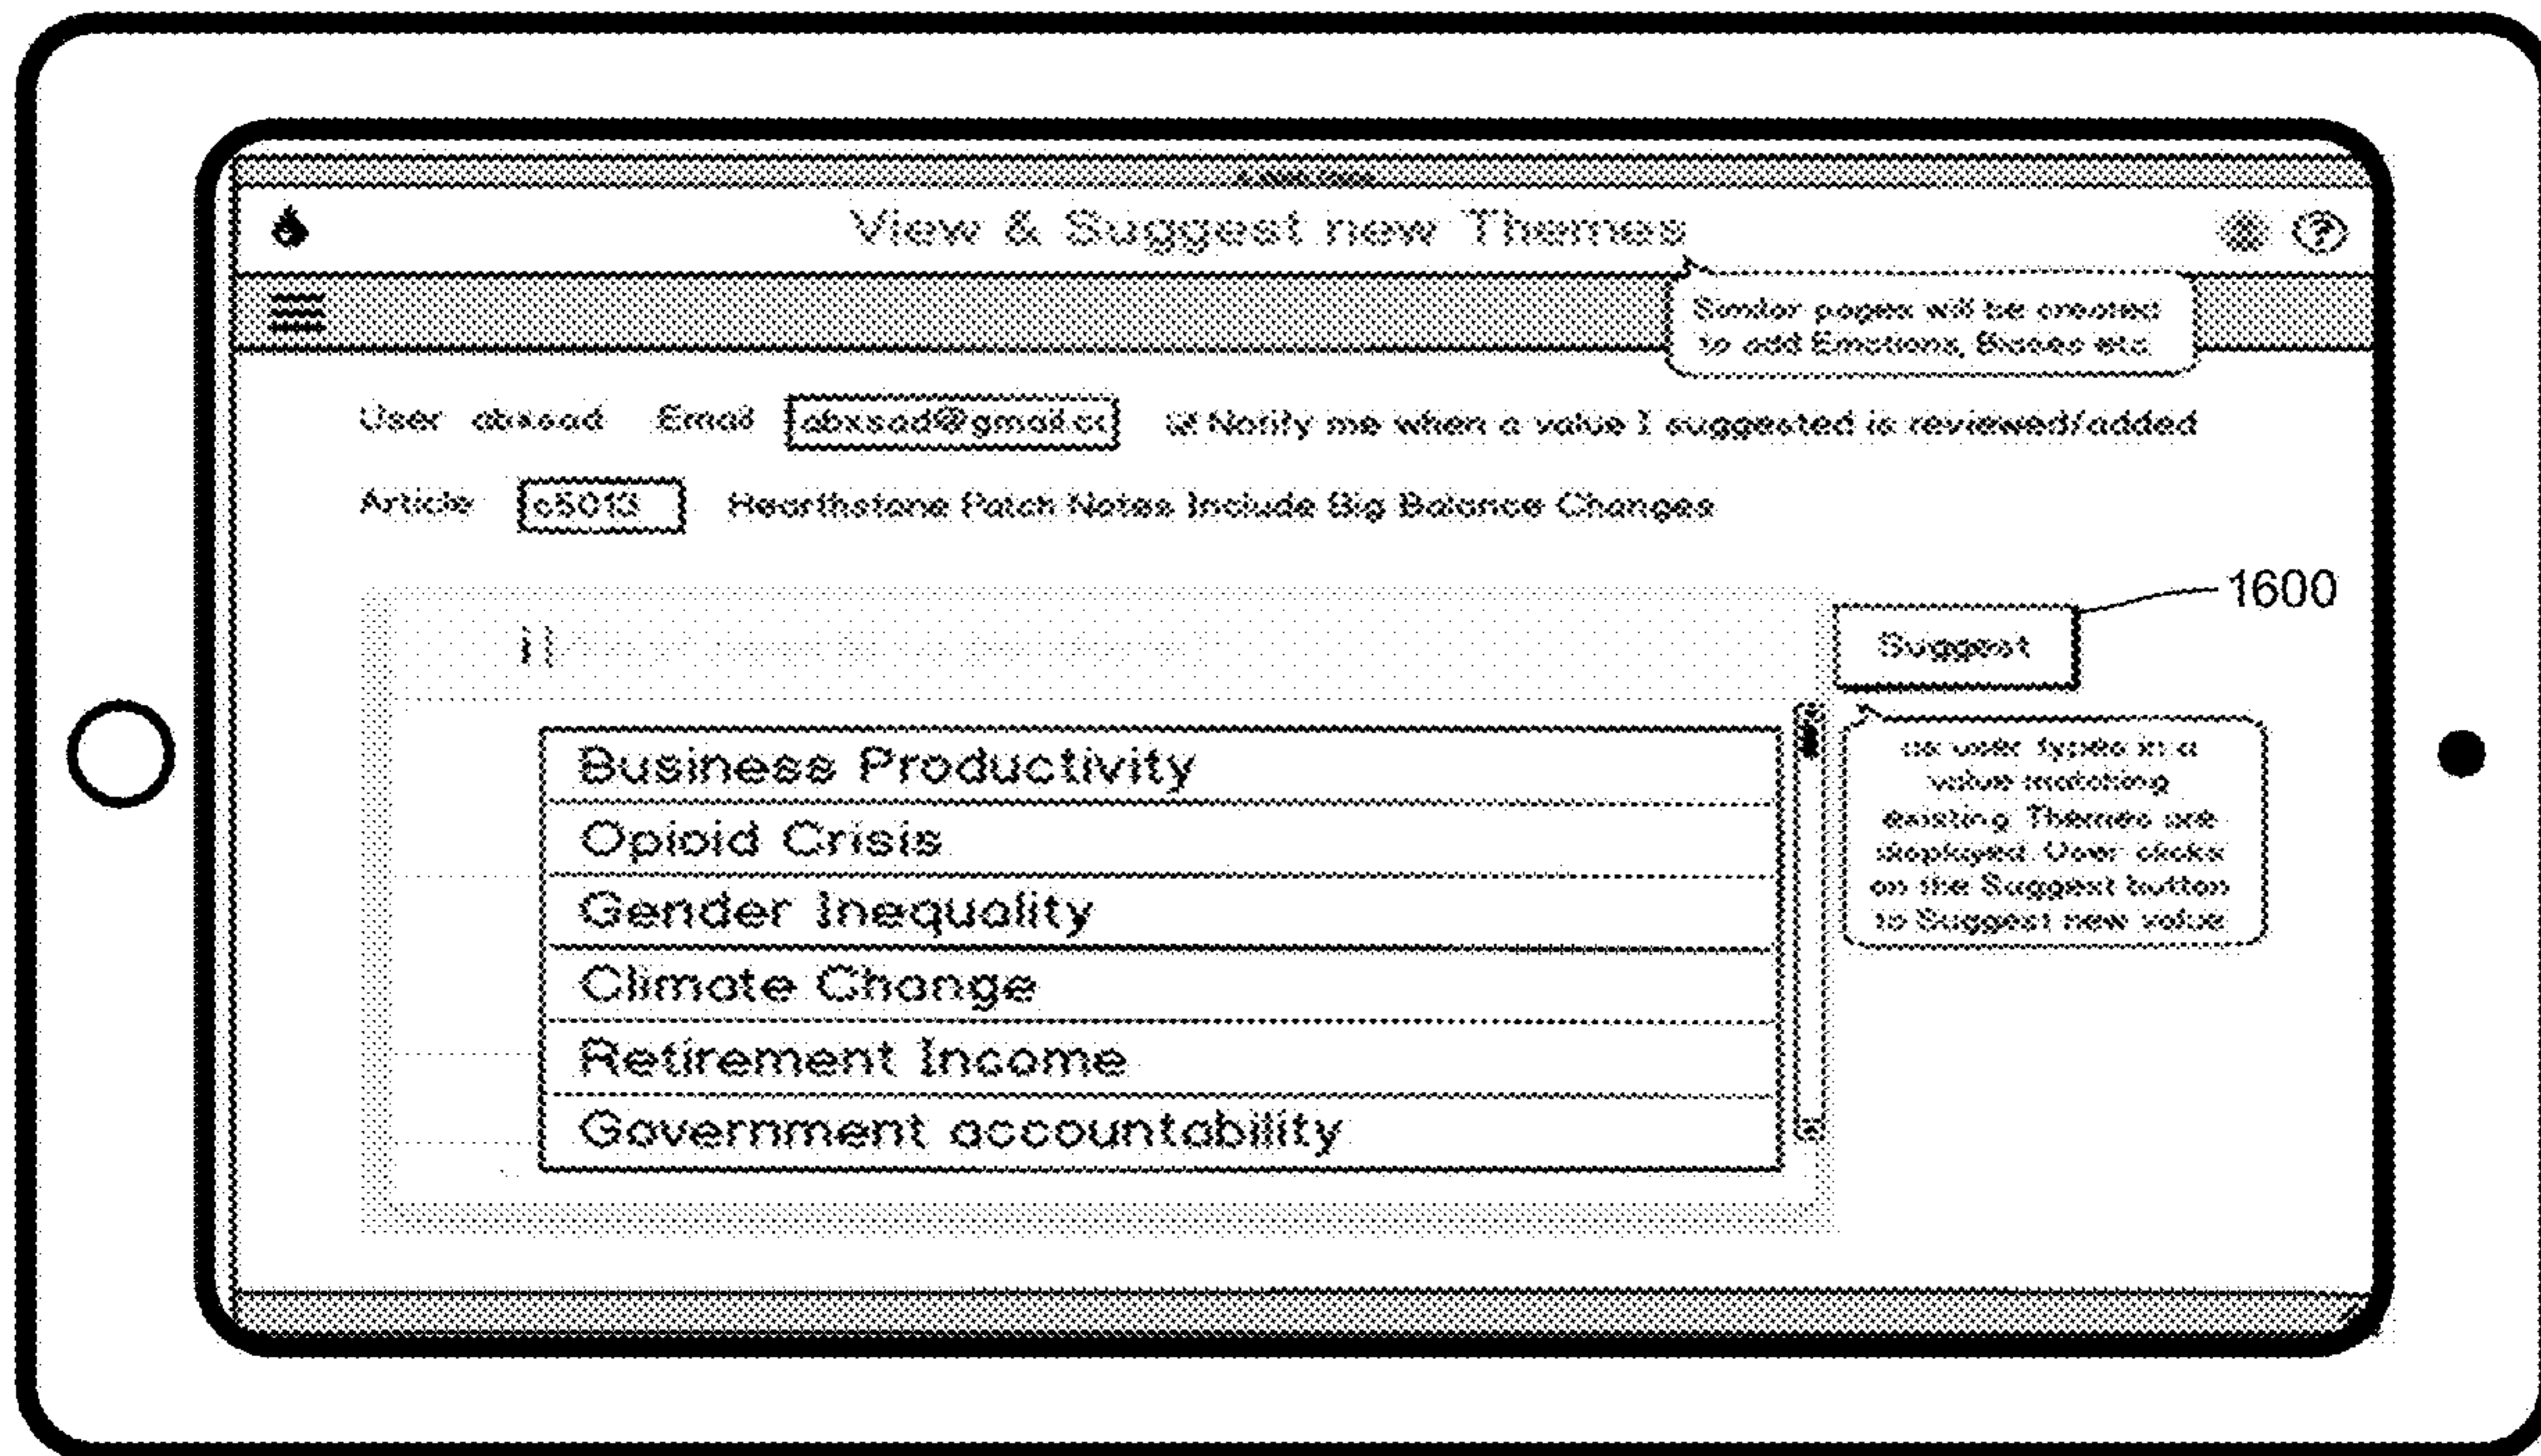 View & Suggest new Themes
?
Similar pages will be created
to add Emotions, Biases etc
User abxsad Email abxsad@gmail.cc Notify me when a value I suggested is reviewed/added
Article c5013 Hearthstone Patch Notes Include Big Balance Changes
1600
i
Suggest
Business Productivity
Opioid Crisis
Gender Inequality
Climate Change
Retirement Income
Government accountability
as user types in a
value matching
existing Themes are
displayed. User clicks
on the Suggest button
to Suggest new value